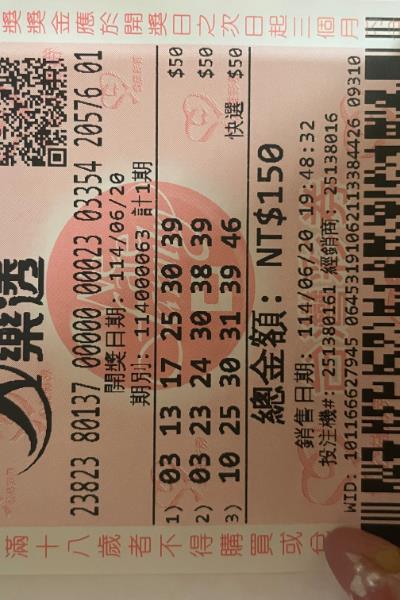 獎獎金應於開獎日之次日起三個月
樂透
23823 80137 00000 00023 03354 20576 01
開獎日期: 114/06/20
期別: 114000063 計1期
1) 03 13 17 25 30 39 $50
2) 03 23 24 30 38 39 $50
3) 10 25 30 31 39 46 快選 $50
總金額: NT$150
銷售日期: 114/06/20 19:48:32
投注機#: 251380161 經銷商: 25138016
WID: 1011666627945 064531910621133844426 09310
滿十八歲者不得購買或